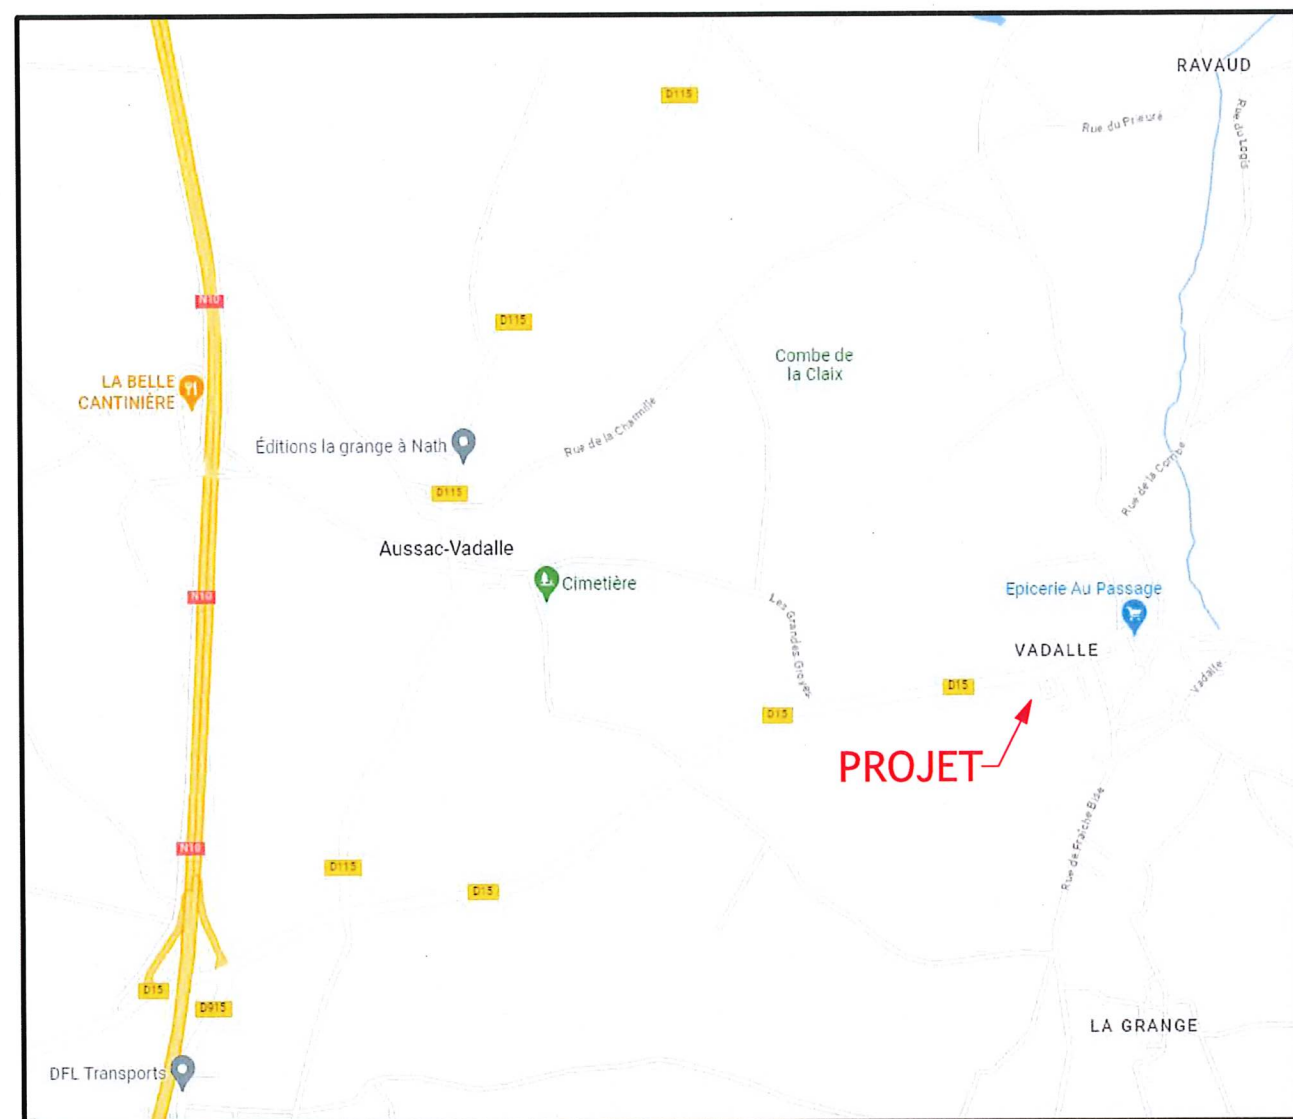 RAVAUD
D115
Rue du Prieuré
Rue du Logis
N10
D115
Combe de
la Claix
LA BELLE
CANTINIÈRE
Éditions la grange à Nath
Rue de la Charmille
D115
Rue de la Combe
Aussac-Vadalle
Cimetière
Epicerie Au Passage
N10
Les Grandes Groyes
VADALLE
Vadalle
D15
D15
PROJET
Rue de Fraîche Bise
N10
D115
D15
D15
D915
LA GRANGE
DFL Transports